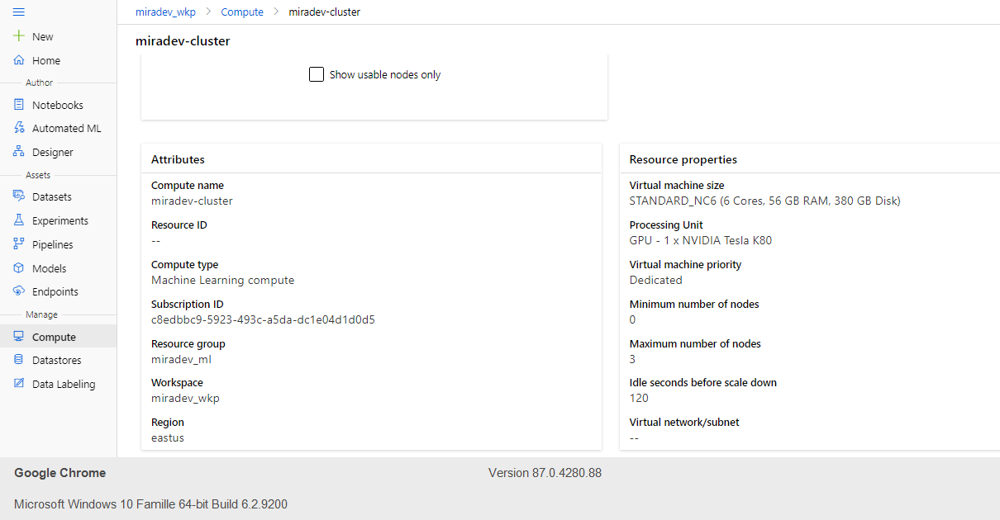 miradev_wkp > Compute > miradev-cluster
New
Home
Author
Notebooks
Automated ML
Designer
Assets
Datasets
Experiments
Pipelines
Models
Endpoints
Manage
Compute
Datastores
Data Labeling
miradev-cluster
Show usable nodes only
Attributes
Compute name
miradev-cluster
Resource ID
--
Compute type
Machine Learning compute
Subscription ID
c8edbbc9-5923-493c-a5da-dc1e04d1d0d5
Resource group
miradev_ml
Workspace
miradev_wkp
Region
eastus
Resource properties
Virtual machine size
STANDARD_NC6 (6 Cores, 56 GB RAM, 380 GB Disk)
Processing Unit
GPU - 1 x NVIDIA Tesla K80
Virtual machine priority
Dedicated
Minimum number of nodes
0
Maximum number of nodes
3
Idle seconds before scale down
120
Virtual network/subnet
--
Google Chrome
Version 87.0.4280.88
Microsoft Windows 10 Famille 64-bit Build 6.2.9200